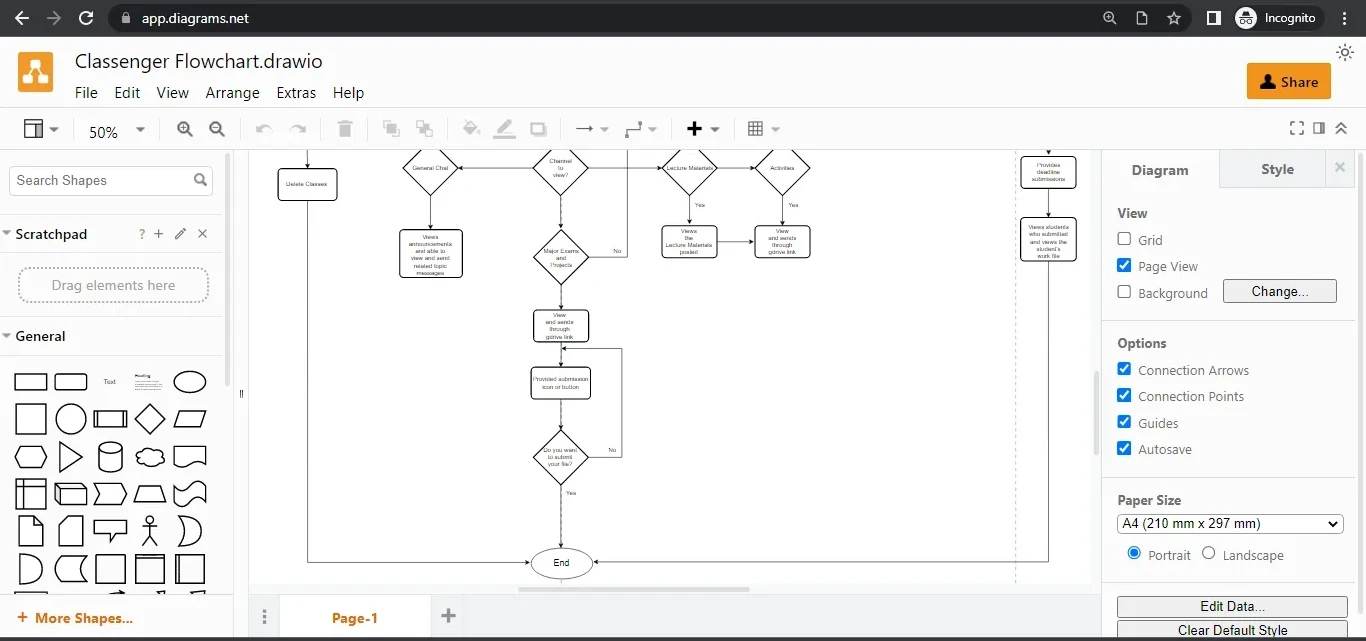 app.diagrams.net
Incognito
Classenger Flowchart.drawio
File Edit View Arrange Extras Help
Share
50%
Search Shapes
Scratchpad
?
Drag elements here
General
Text
Heading
More Shapes...
Delete Classes
General Chat
Channel
to
view?
Lecture Materials
Activities
Yes
Yes
Views
announcements
and able to
view and send
related topic
messages
Major Exams
and
Projects
No
Views
the
Lecture Materials
posted
View
and sends
through
gdrive link
View
and sends
through
gdrive link
Provided submission
icon or button
Do you want
to submit
your file?
No
Yes
End
Provides
deadline
submissions
Views students
who submitted
and views the
student's
work file
Page-1
Diagram
Style
View
Grid
Page View
Background
Change...
Options
Connection Arrows
Connection Points
Guides
Autosave
Paper Size
A4 (210 mm x 297 mm)
Portrait Landscape
Edit Data...
Clear Default Style